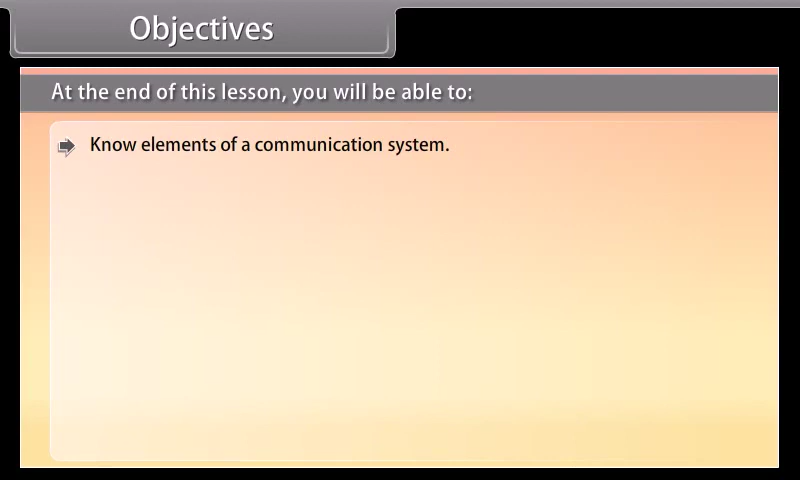 Objectives
At the end of this lesson, you will be able to:
Know elements of a communication system.